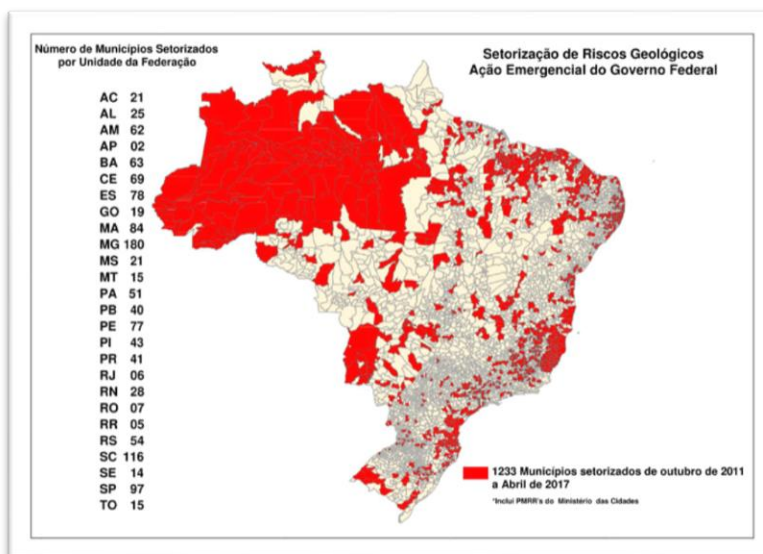 Número de Municípios Setorizados
por Unidade da Federação
Setorização de Riscos Geológicos
Ação Emergencial do Governo Federal
AC 21
AL 25
AM 62
AP 02
BA 63
CE 69
ES 78
GO 19
MA 84
MG 180
MS 21
MT 15
PA 51
PB 40
PE 77
PI 43
PR 41
RJ 06
RN 28
RO 07
RR 05
RS 54
SC 116
SE 14
SP 97
TO 15
1233 Municípios setorizados de outubro de 2011
a Abril de 2017
*Inclui PMRR's do Ministério das Cidades